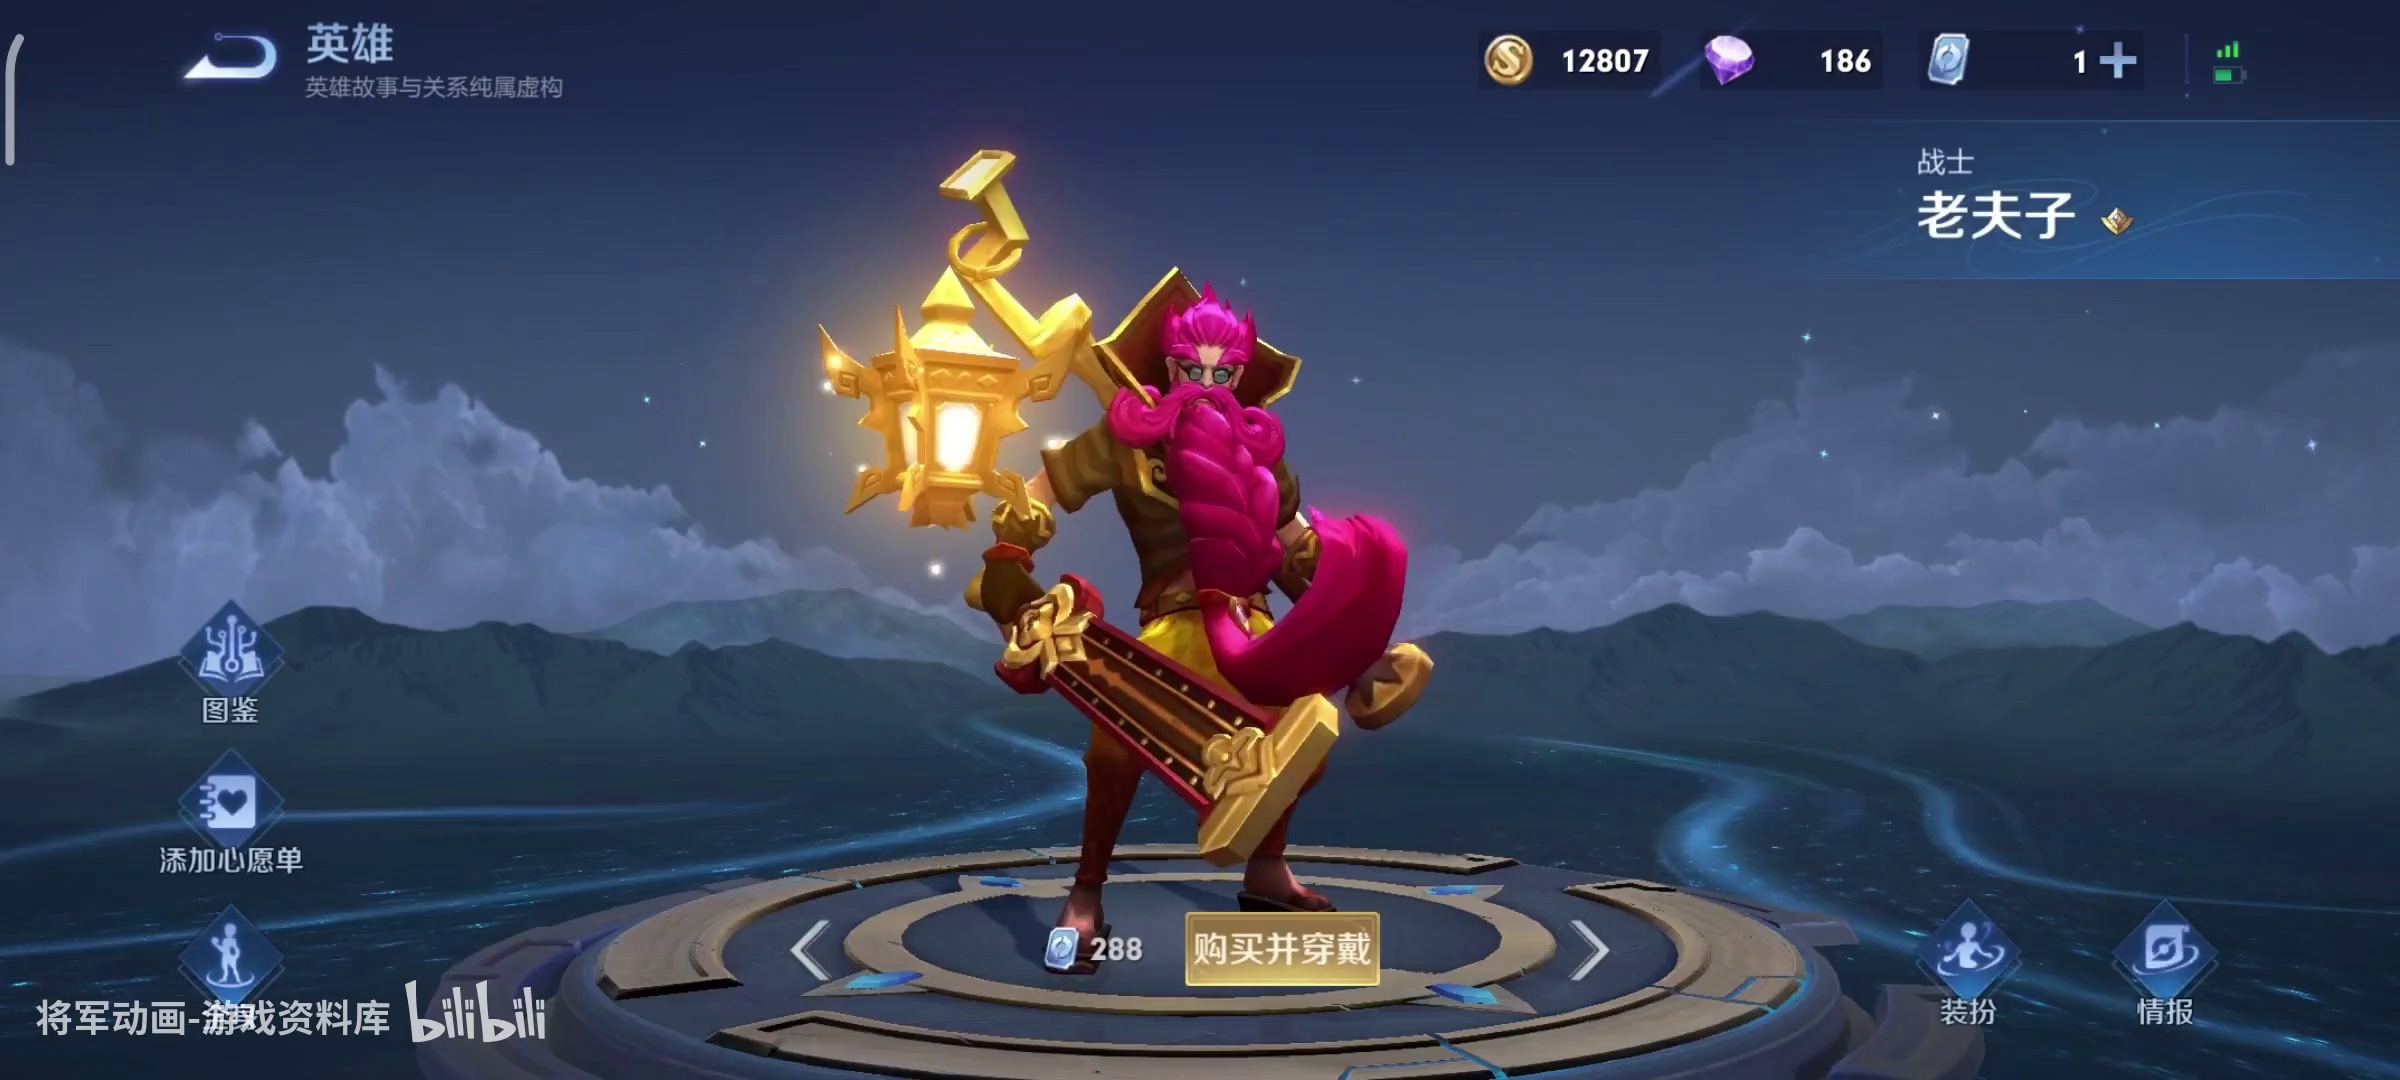 英雄
英雄故事与关系纯属虚构
12807
186
1
战士
老夫子
图鉴
添加心愿单
288
购买并穿戴
装扮
情报
将军动画-游戏资料库
bilibili